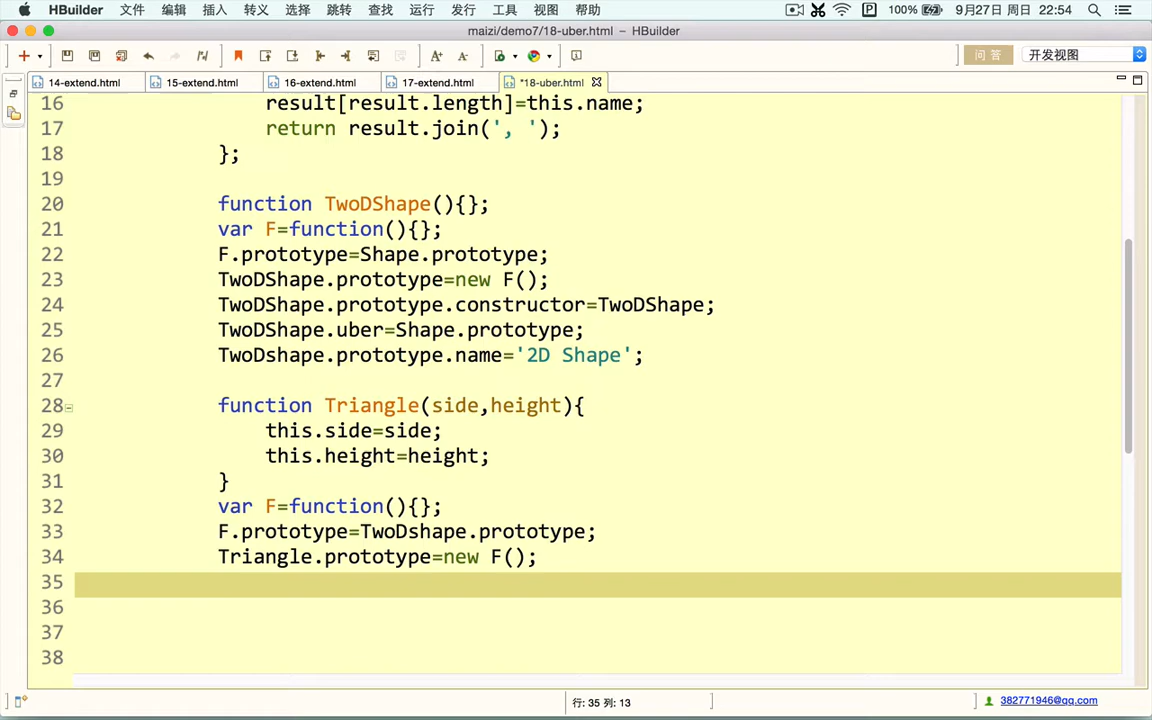 HBuilder 文件 编辑 插入 转义 选择 跳转 查找 运行 发行 工具 视图 帮助 100% 9月27日 周日 22:54
maizi/demo7/18-uber.html — HBuilder
问 答 开发视图
14-extend.html 15-extend.html 16-extend.html 17-extend.html *18-uber.html
16 result[result.length]=this.name;
17 return result.join(', ');
18 };
19
20 function TwoDShape(){};
21 var F=function(){};
22 F.prototype=Shape.prototype;
23 TwoDShape.prototype=new F();
24 TwoDShape.prototype.constructor=TwoDShape;
25 TwoDShape.uber=Shape.prototype;
26 TwoDshape.prototype.name='2D Shape';
27
28 function Triangle(side,height){
29 this.side=side;
30 this.height=height;
31 }
32 var F=function(){};
33 F.prototype=TwoDshape.prototype;
34 Triangle.prototype=new F();
35
36
37
38
行: 35 列: 13 382771946@qq.com